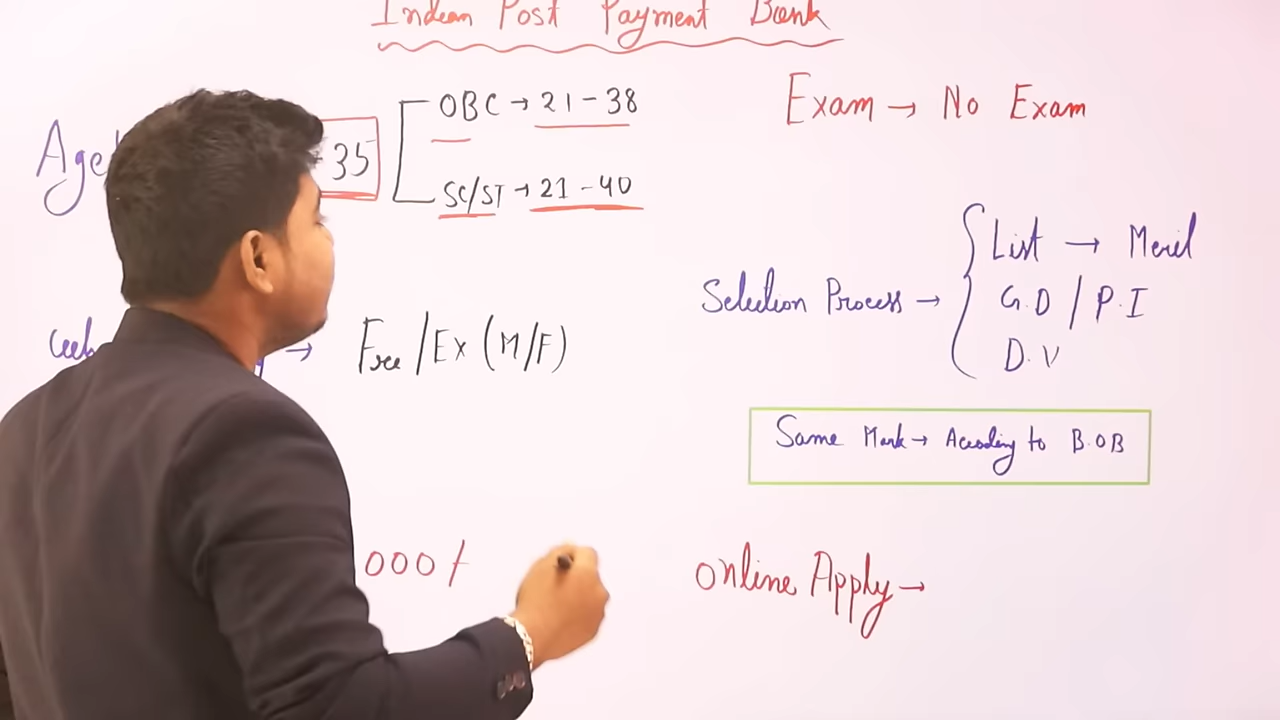 Indian Post Payment Bank
Age
35
OBC → 21 - 38
SC/ST → 21 - 40
→ Free / Ex (M/F)
000/
Exam → No Exam
Selection Process →
List → Merit
G.D / P.I
D.V
Same Mark → According to B.O.B
Online Apply →